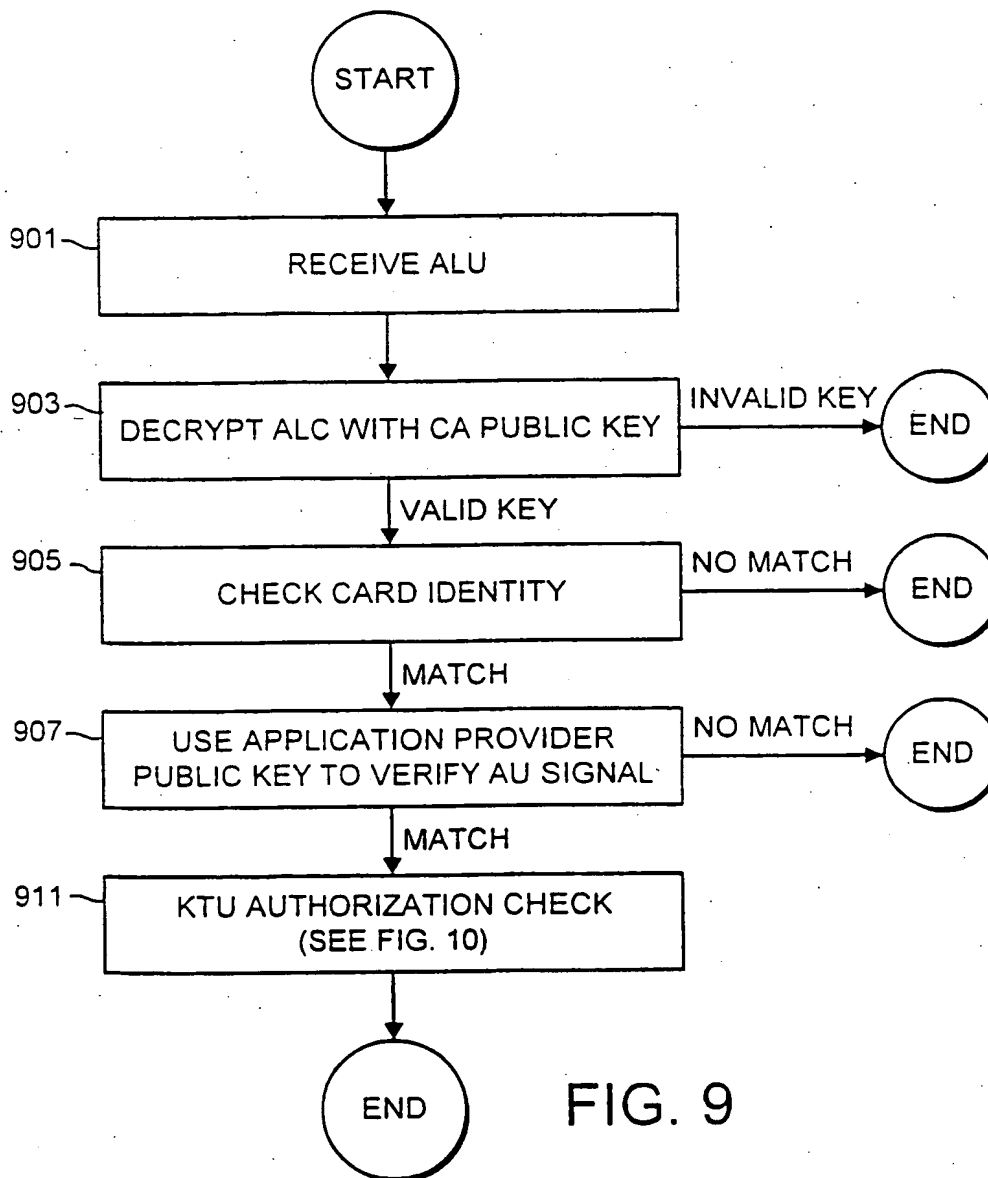 START
901
RECEIVE ALU
903
DECRYPT ALC WITH CA PUBLIC KEY
INVALID KEY
END
VALID KEY
905
CHECK CARD IDENTITY
NO MATCH
END
MATCH
907
USE APPLICATION PROVIDER
PUBLIC KEY TO VERIFY AU SIGNAL
NO MATCH
END
MATCH
911
KTU AUTHORIZATION CHECK
(SEE FIG. 10)
END
FIG. 9